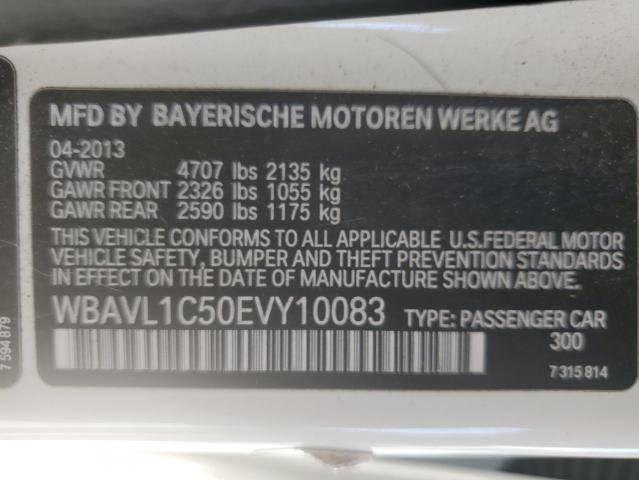 MFD BY BAYERISCHE MOTOREN WERKE AG
04-2013
GVWR 4707 lbs 2135 kg
GAWR FRONT 2326 lbs 1055 kg
GAWR REAR 2590 lbs 1175 kg
THIS VEHICLE CONFORMS TO ALL APPLICABLE U.S.FEDERAL MOTOR
VEHICLE SAFETY, BUMPER AND THEFT PREVENTION STANDARDS
IN EFFECT ON THE DATE OF MANUFACTURE SHOWN ABOVE.
WBAVL1C50EVY10083 TYPE: PASSENGER CAR
300
7 315 814
7 594 879